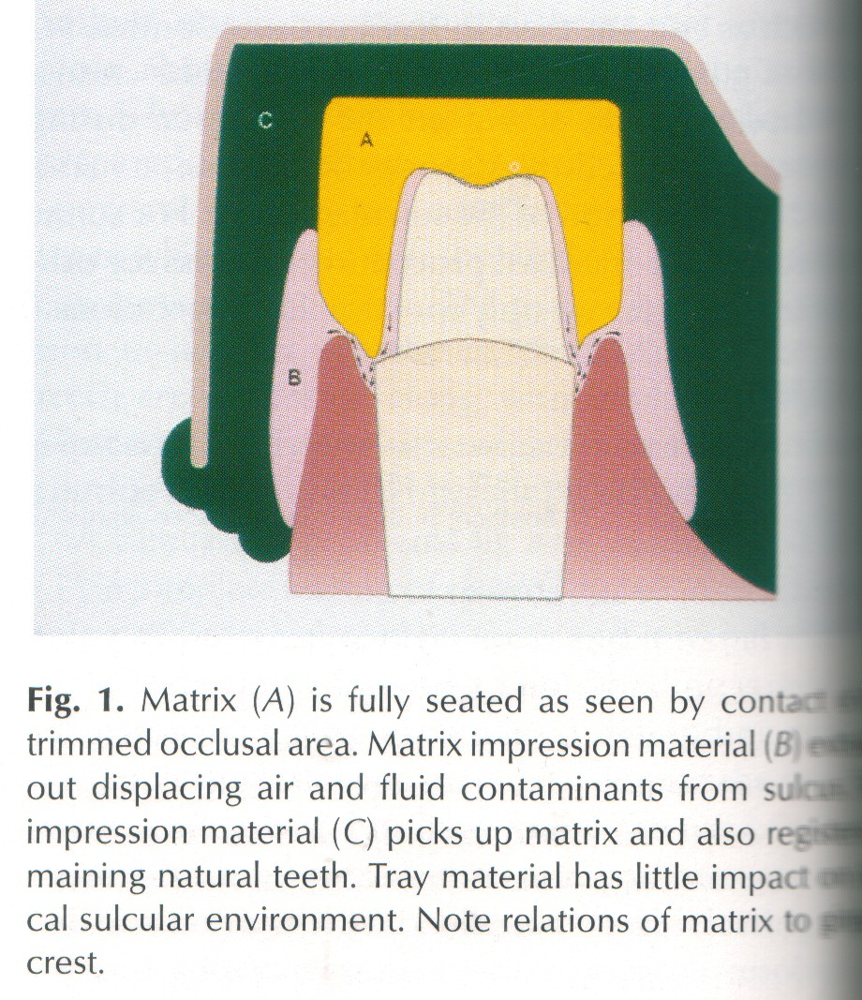 C
A
B
Fig. 1. Matrix (A) is fully seated as seen by contact
trimmed occlusal area. Matrix impression material (B)
out displacing air and fluid contaminants from
impression material (C) picks up matrix and also
maining natural teeth. Tray material has little impact
cal sulcular environment. Note relations of matrix to
crest.